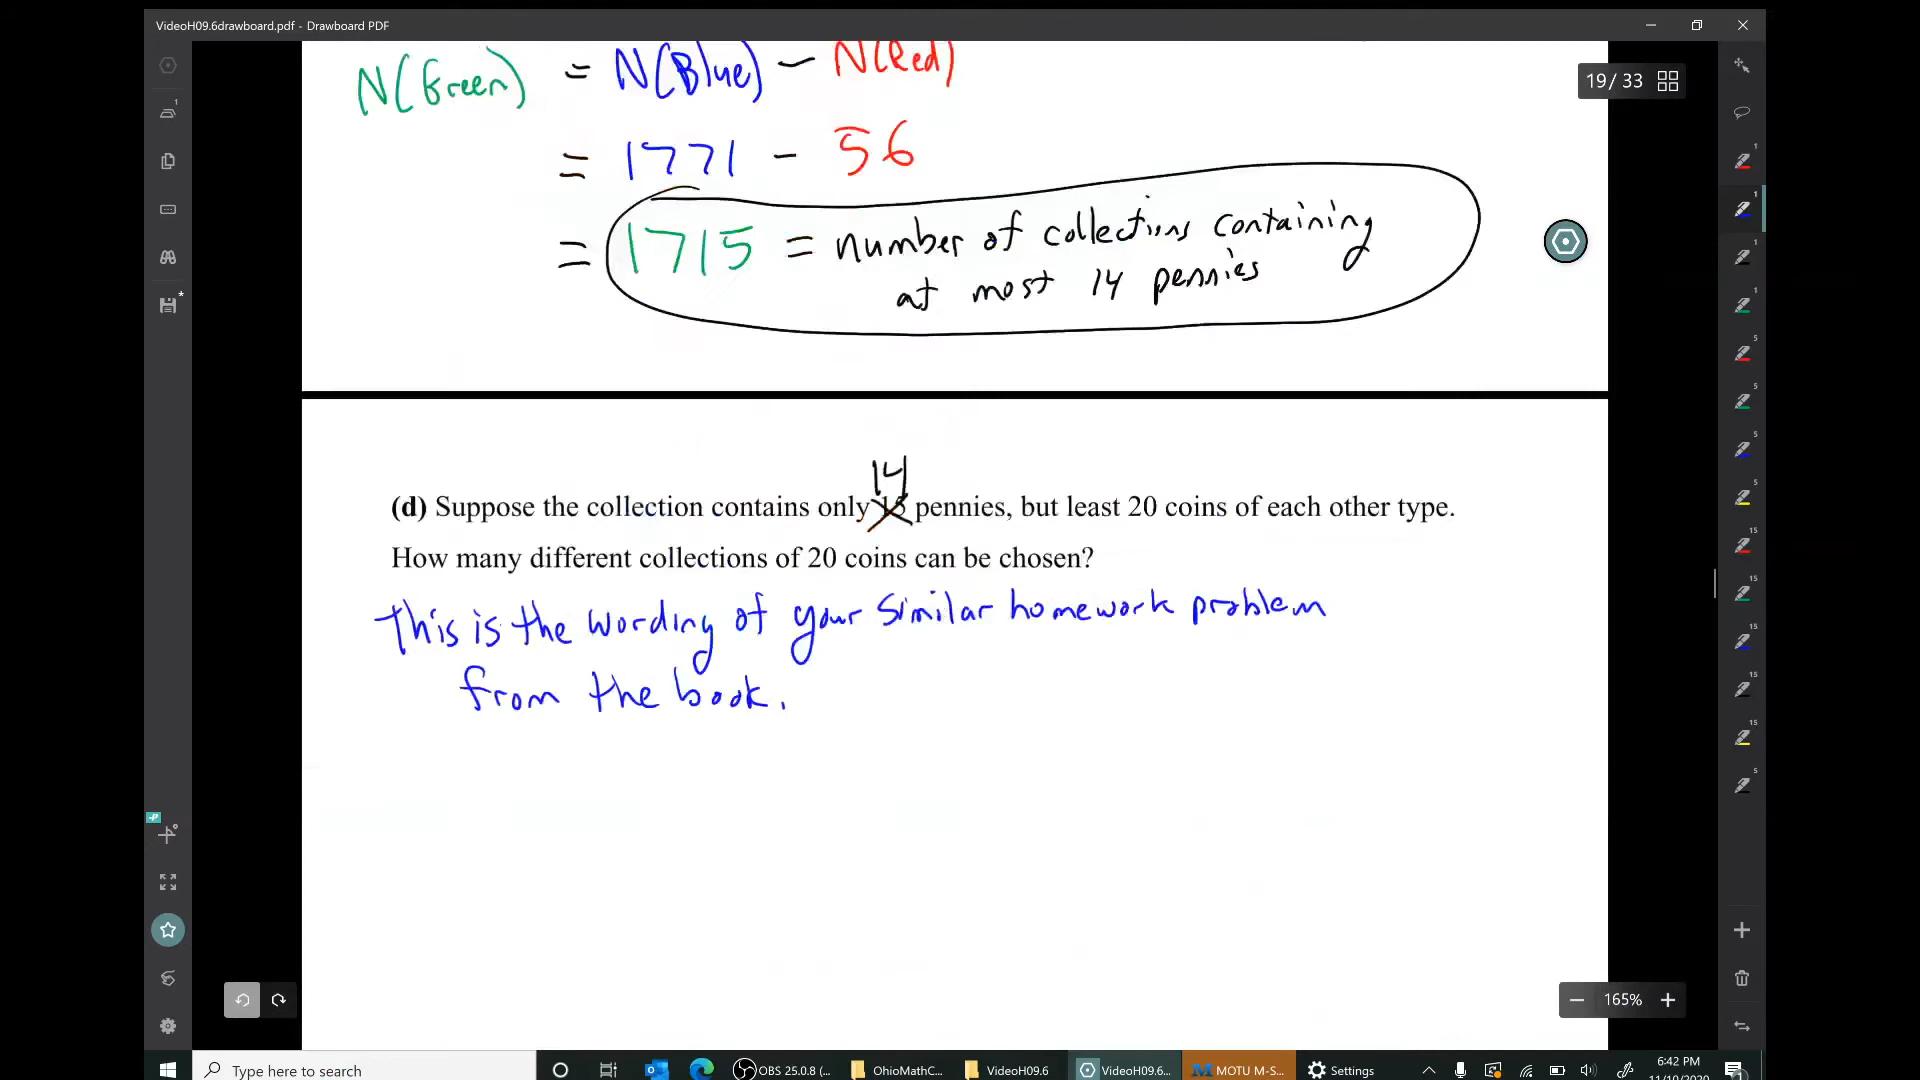 VideoH09.6drawboard.pdf - Drawboard PDF
N(Green) = N(Blue) - N(Red)
19/ 33
= 1771 - 56
= 1715 = number of collections containing
at most 14 pennies
14
(d) Suppose the collection contains only 15 pennies, but least 20 coins of each other type.
How many different collections of 20 coins can be chosen?
This is the wording of your similar homework problem
from the book.
165%
Type here to search
OBS 25.0.8 (...
OhioMathC...
VideoH09.6
VideoH09.6...
MOTU M-S...
Settings
6:42 PM
11/10/2020